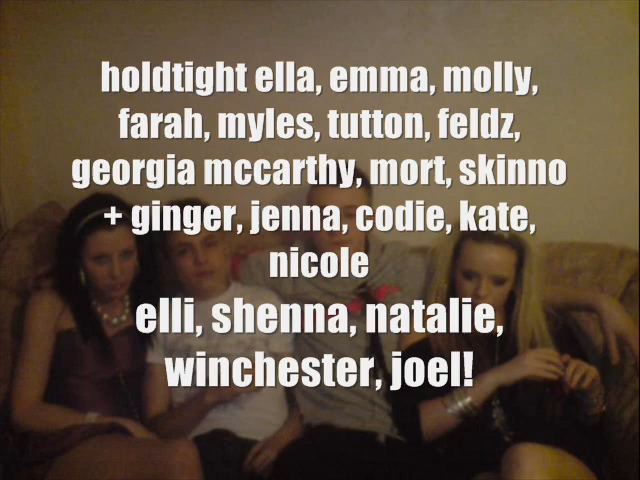 holdtight ella, emma, molly,
farah, myles, tutton, feldz,
georgia mccarthy, mort, skinno
+ ginger, jenna, codie, kate,
nicole
elli, shenna, natalie,
winchester, joel!